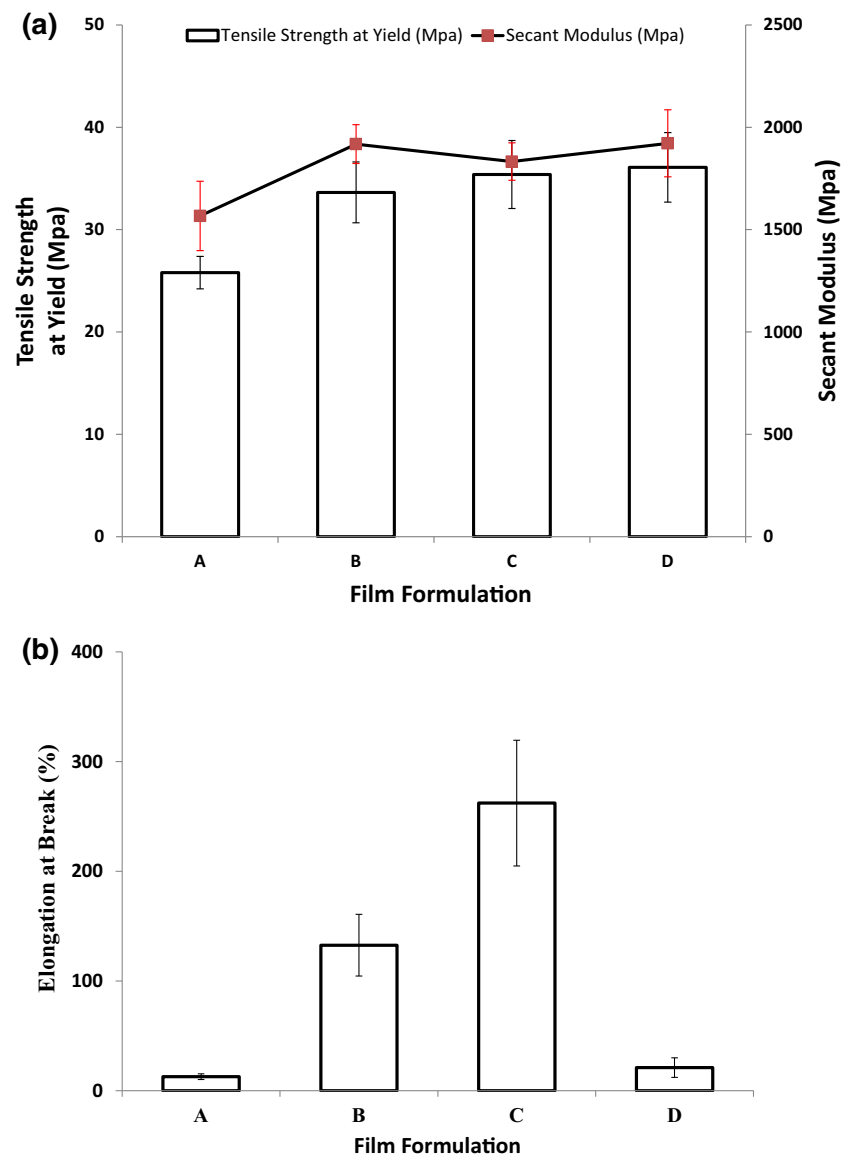 (a)
50
40
30
20
10
0
Tensile Strength
at Yield (Mpa)
Tensile Strength at Yield (Mpa)
Secant Modulus (Mpa)
2500
2000
1500
1000
500
0
Secant Modulus (Mpa)
A
B
C
D
Film Formulation
(b)
400
300
200
100
0
Elongation at Break (%)
A
B
C
D
Film Formulation